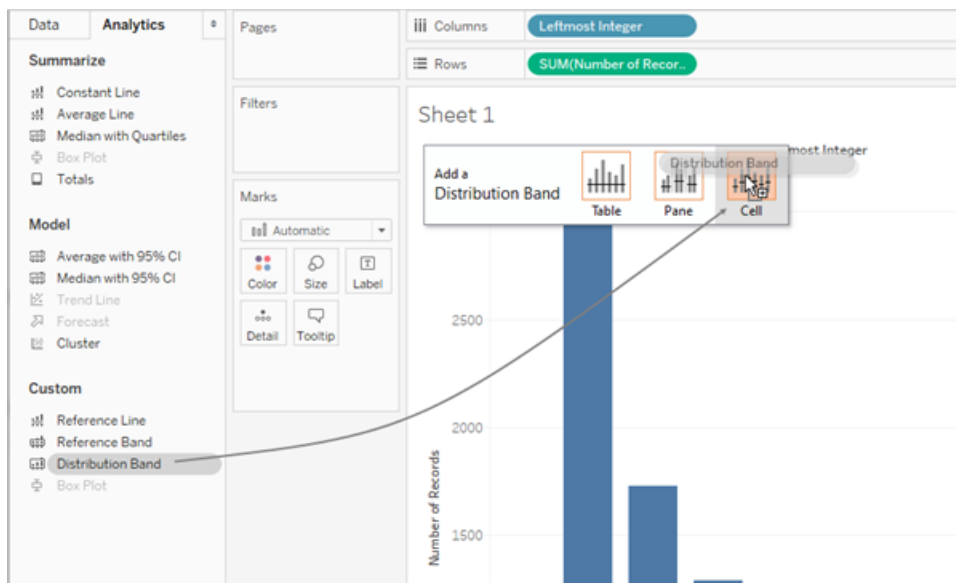 Data
Analytics
Summarize
Constant Line
Average Line
Median with Quartiles
Box Plot
Totals
Model
Average with 95% CI
Median with 95% CI
Trend Line
Forecast
Cluster
Custom
Reference Line
Reference Band
Distribution Band
Box Plot
Pages
Filters
Marks
Automatic
Color
Size
Label
Detail
Tooltip
Columns
Leftmost Integer
Rows
SUM(Number of Recor..
Sheet 1
most Integer
Distribution Band
Add a
Distribution Band
Table
Pane
Cell
2500
2000
1500
Number of Records